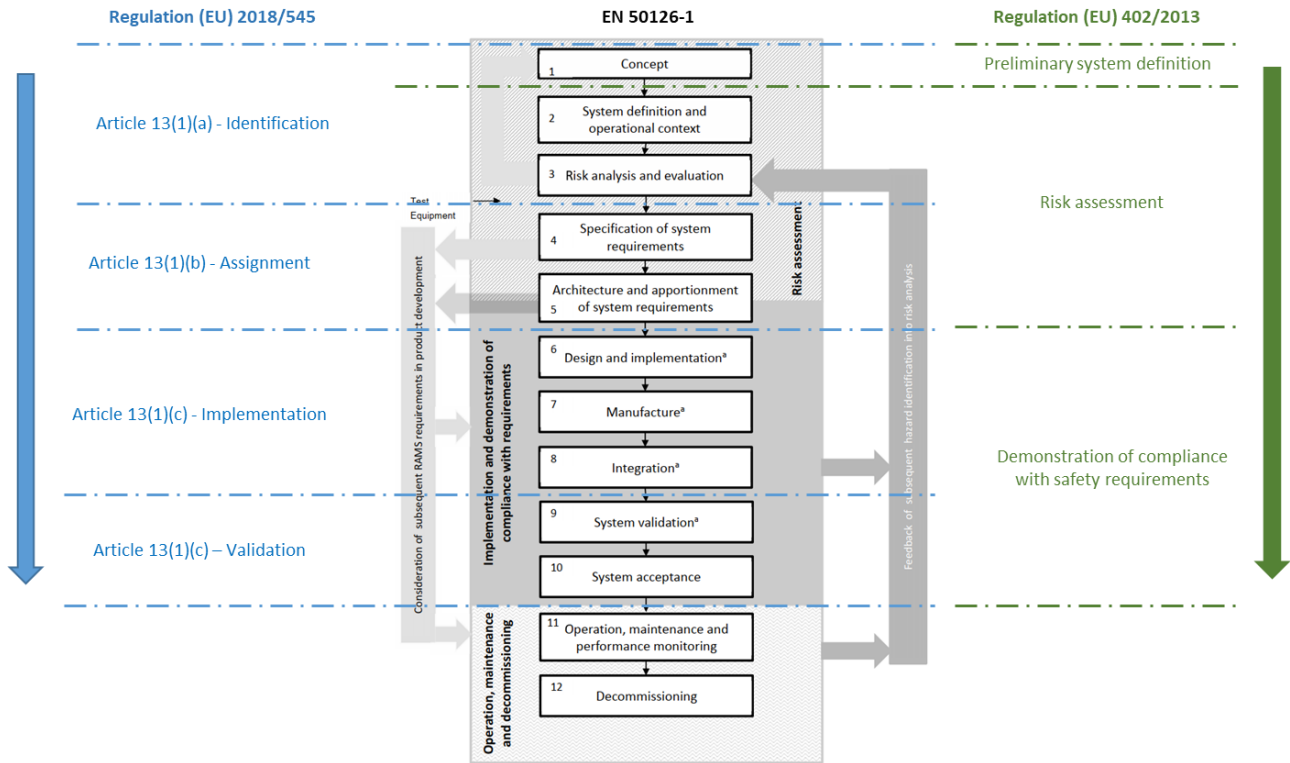 Regulation (EU) 2018/545
EN 50126-1
Regulation (EU) 402/2013
1
Concept
Preliminary system definition
Article 13(1)(a) - Identification
2
System definition and
operational context
3
Risk analysis and evaluation
Test
Equipment
Risk assessment
Risk assessment
4
Specification of system
requirements
Article 13(1)(b) - Assignment
5
Architecture and apportionment
of system requirements
Consideration of subsequent RAMS requirements in product development
Implementation and demonstration of
compliance with requirements
Feedback of subsequent hazard identification into risk analysis
6
Design and implementationᵃ
7
Manufactureᵃ
Article 13(1)(c) - Implementation
8
Integrationᵃ
Demonstration of compliance
with safety requirements
9
System validationᵃ
Article 13(1)(c) – Validation
10
System acceptance
Operation, maintenance
and decommissioning
11
Operation, maintenance and
performance monitoring
12
Decommissioning